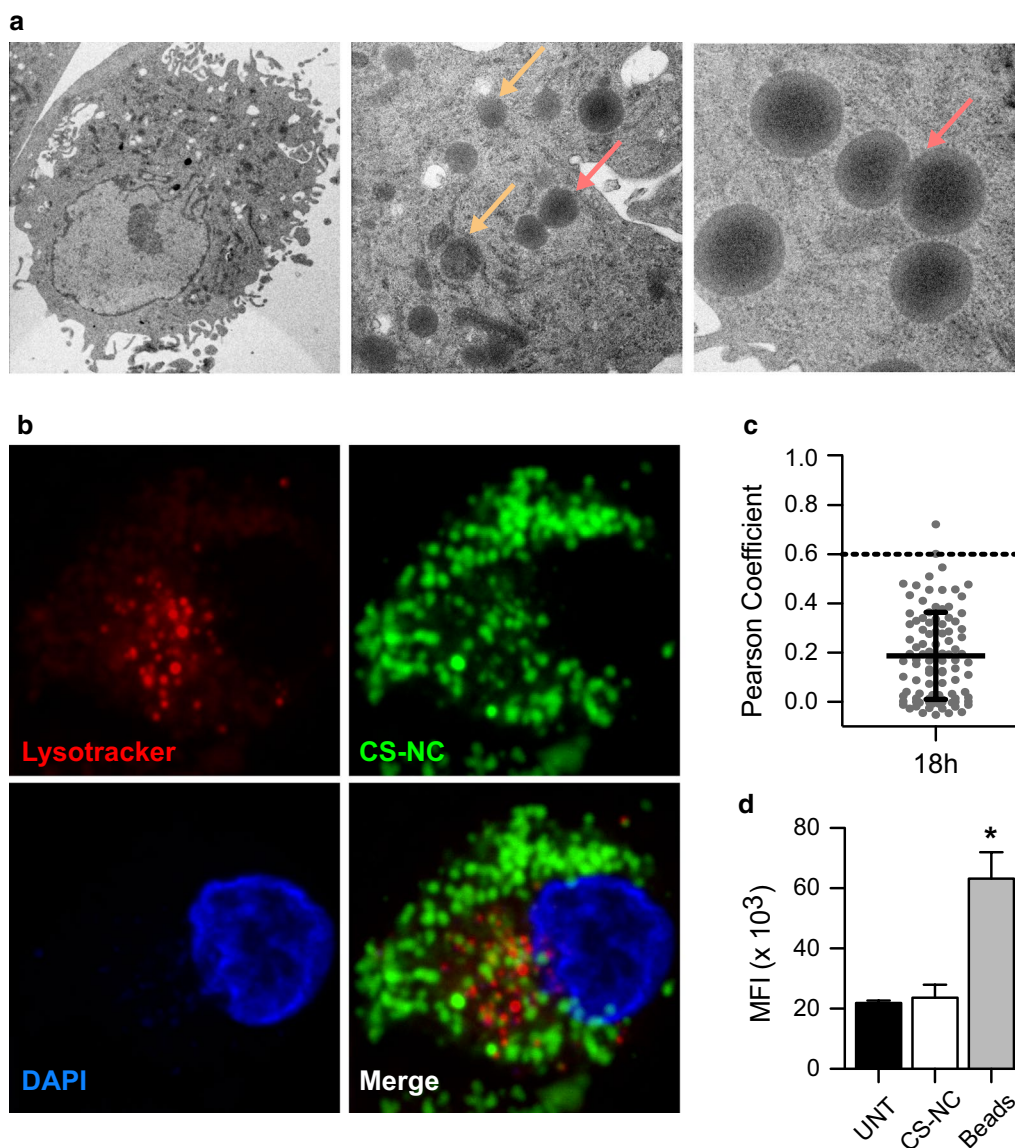 a
b
Lysotracker
CS-NC
DAPI
Merge
c
Pearson Coefficient
1.0
0.8
0.6
0.4
0.2
0.0
18h
d
MFI (x 10³)
80
60
40
20
0
*
UNT
CS-NC
Beads